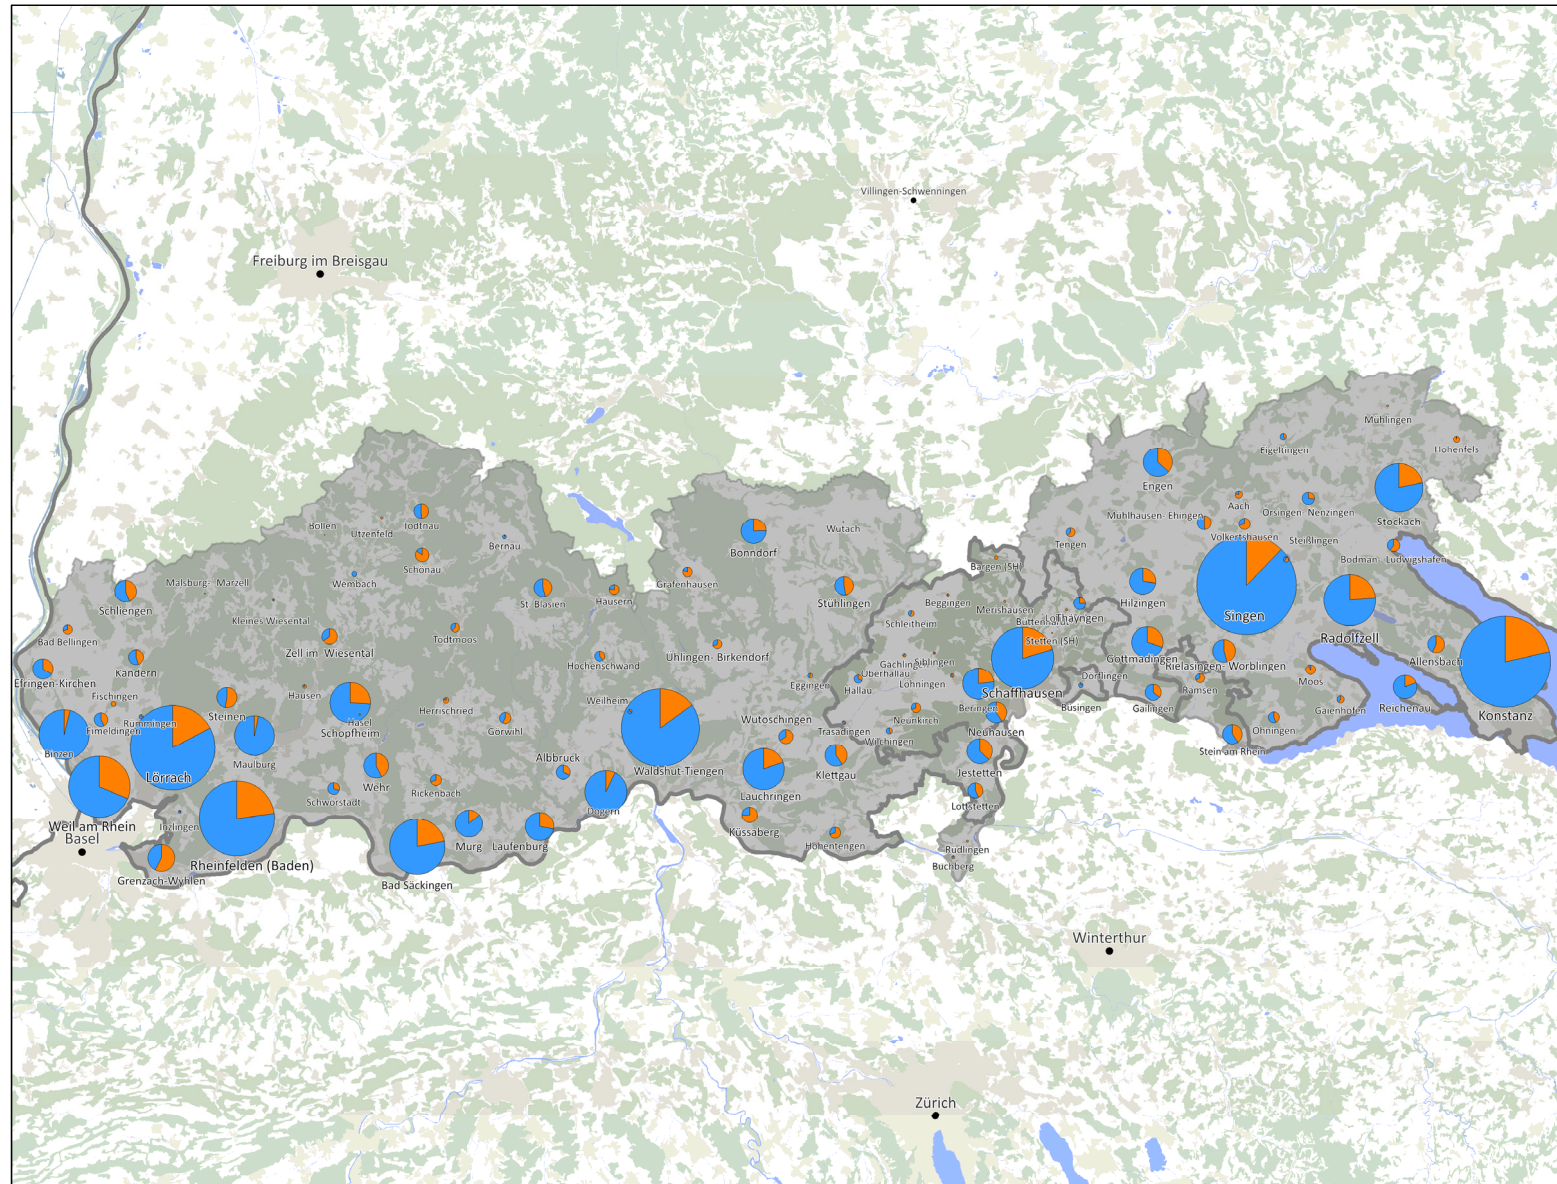 Villingen-Schwenningen
Freiburg im Breisgau
Mühlingen
Eigeltingen
Hohenfels
Engen
Aach
Orsingen- Nenzingen
Stockach
Mühlhausen- Ehingen
Volkertshausen
Steißlingen
Tengen
Bodman- Ludwigshafen
Bollen
Utzenfeld
Todtnau
Bernau
Schönau
Wembach
Bonndorf
Wutach
Grafenhausen
Stühlingen
Bargen (SH)
Beggingen
Merishausen
Schleitheim
Büttenhardt
Lohn
Thayngen
Stetten (SH)
Hilzingen
Singen
Radolfzell
Malsburg- Marzell
Schliengen
Kleines Wiesental
Bad Bellingen
Zell im Wiesental
Todtmoos
St. Blasien
Häusern
Höchenschwand
Ühlingen- Birkendorf
Gächlingen
Siblingen
Oberhallau
Löhningen
Hallau
Eggingen
Schaffhausen
Gottmadingen
Rielasingen- Worblingen
Allensbach
Konstanz
Efringen-Kirchen
Kandern
Fischingen
Rümmingen
Eimeldingen
Binzen
Steinen
Hausen
Hasel
Schopfheim
Maulburg
Lörrach
Herrischried
Görwihl
Weilheim
Waldshut-Tiengen
Wutöschingen
Trasadingen
Neunkirch
Wilchingen
Beringen
Neuhausen
Dörflingen
Büsingen
Gailingen
Ramsen
Moos
Gaienhofen
Reichenau
Öhningen
Stein am Rhein
Wehr
Schwörstadt
Rickenbach
Albbruck
Dogern
Lauchringen
Klettgau
Jestetten
Lottstetten
Weil am Rhein
Basel
Inzlingen
Grenzach-Wyhlen
Rheinfelden (Baden)
Bad Säckingen
Murg
Laufenburg
Küssaberg
Hohentengen
Rüdlingen
Buchberg
Winterthur
Zürich